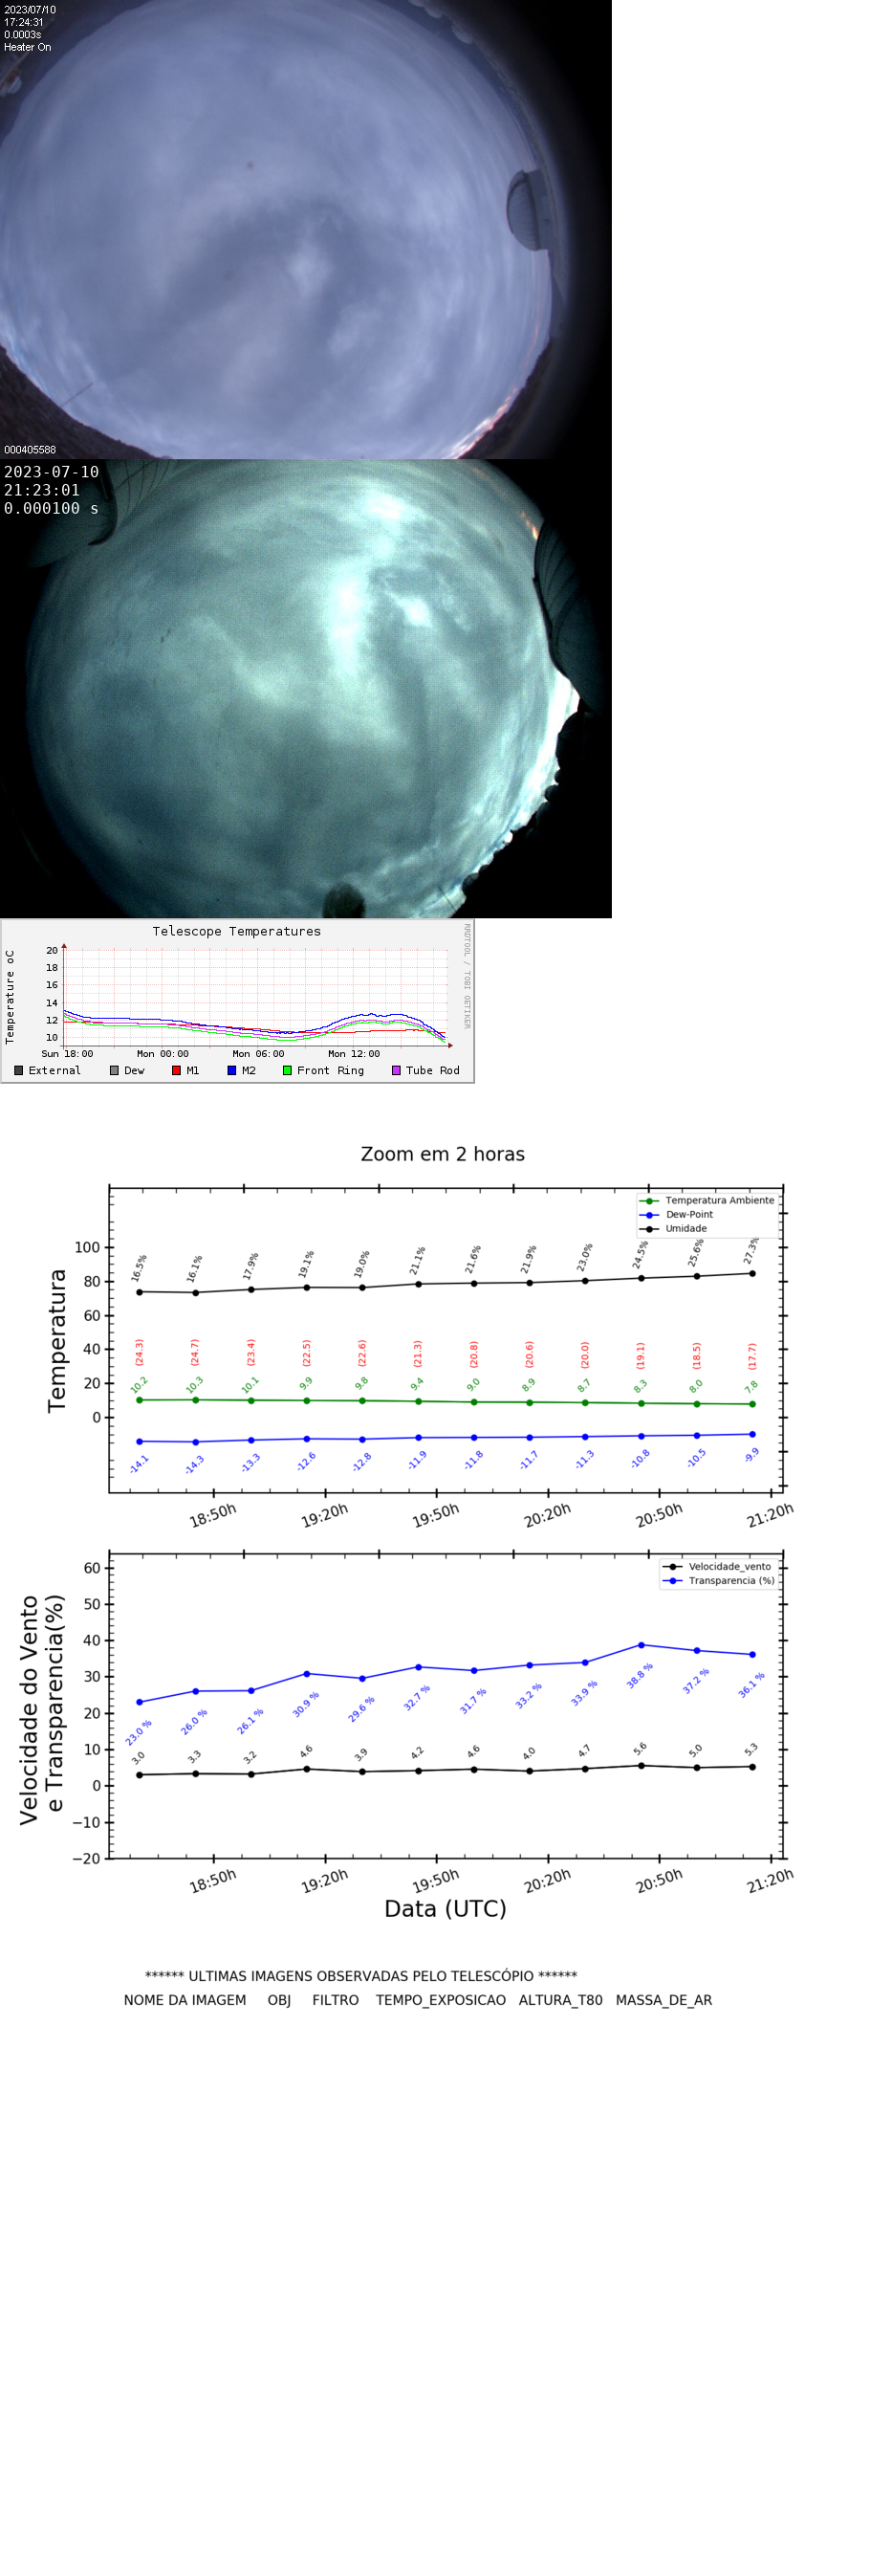 2023/07/10
17:24:31
0.0003s
Heater On
000405588
2023-07-10
21:23:01
0.000100 s
Telescope Temperatures
RRDTOOL / TOBI OETIKER
Temperature oC
20
18
16
14
12
10
Sun 18:00 Mon 00:00 Mon 06:00 Mon 12:00
External Dew M1 M2 Front Ring Tube Rod
Zoom em 2 horas
Temperatura Ambiente
Dew-Point
Umidade
Temperatura
100
80
60
40
20
0
16.5% 16.1% 17.9% 19.1% 19.0% 21.1% 21.6% 21.9% 23.0% 24.5% 25.6% 27.3%
(24.3) (24.7) (23.4) (22.5) (22.6) (21.3) (20.8) (20.6) (20.0) (19.1) (18.5) (17.7)
10.2 10.3 10.1 9.9 9.8 9.4 9.0 8.9 8.7 8.3 8.0 7.8
-14.1 -14.3 -13.3 -12.6 -12.8 -11.9 -11.8 -11.7 -11.3 -10.8 -10.5 -9.9
18:50h 19:20h 19:50h 20:20h 20:50h 21:20h
Velocidade_vento
Transparencia (%)
Velocidade do Vento
e Transparencia(%)
60
50
40
30
20
10
0
−10
−20
23.0 % 26.0 % 26.1 % 30.9 % 29.6 % 32.7 % 31.7 % 33.2 % 33.9 % 38.8 % 37.2 % 36.1 %
3.0 3.3 3.2 4.6 3.9 4.2 4.6 4.0 4.7 5.6 5.0 5.3
18:50h 19:20h 19:50h 20:20h 20:50h 21:20h
Data (UTC)
****** ULTIMAS IMAGENS OBSERVADAS PELO TELESCÓPIO ******
NOME DA IMAGEM OBJ FILTRO TEMPO_EXPOSICAO ALTURA_T80 MASSA_DE_AR